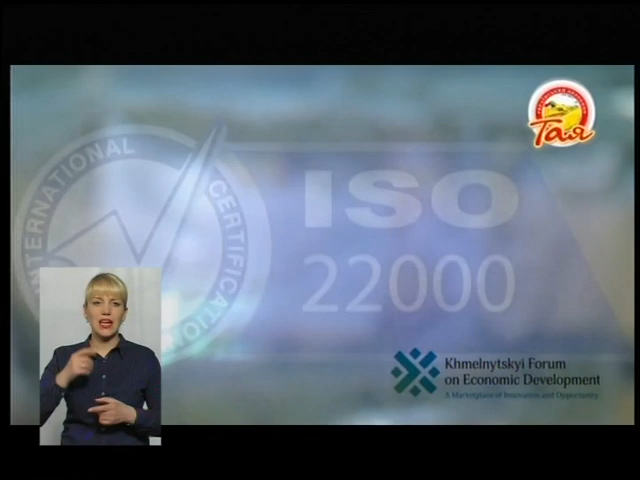 Тая
INTERNATIONAL
CERTIFICATION
ISO
22000
Khmelnytskyi Forum
on Economic Development
A Marketplace of Innovation and Opportunity